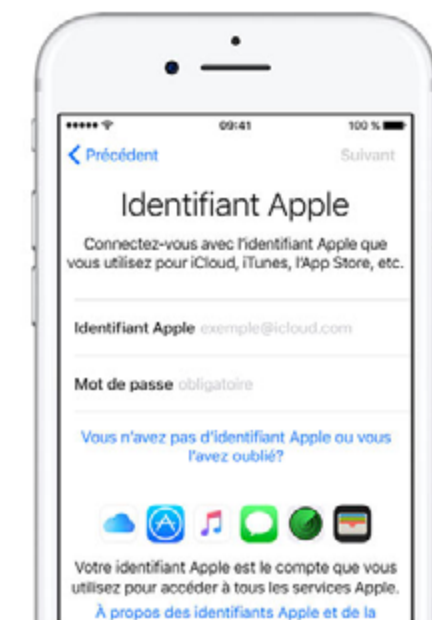 09:41 100 %
Précédent Suivant
Identifiant Apple
Connectez-vous avec l'identifiant Apple que
vous utilisez pour iCloud, iTunes, l'App Store, etc.
Identifiant Apple exemple@icloud.com
Mot de passe obligatoire
Vous n'avez pas d'identifiant Apple ou vous
l'avez oublié?
Votre identifiant Apple est le compte que vous
utilisez pour accéder à tous les services Apple.
À propos des identifiants Apple et de la